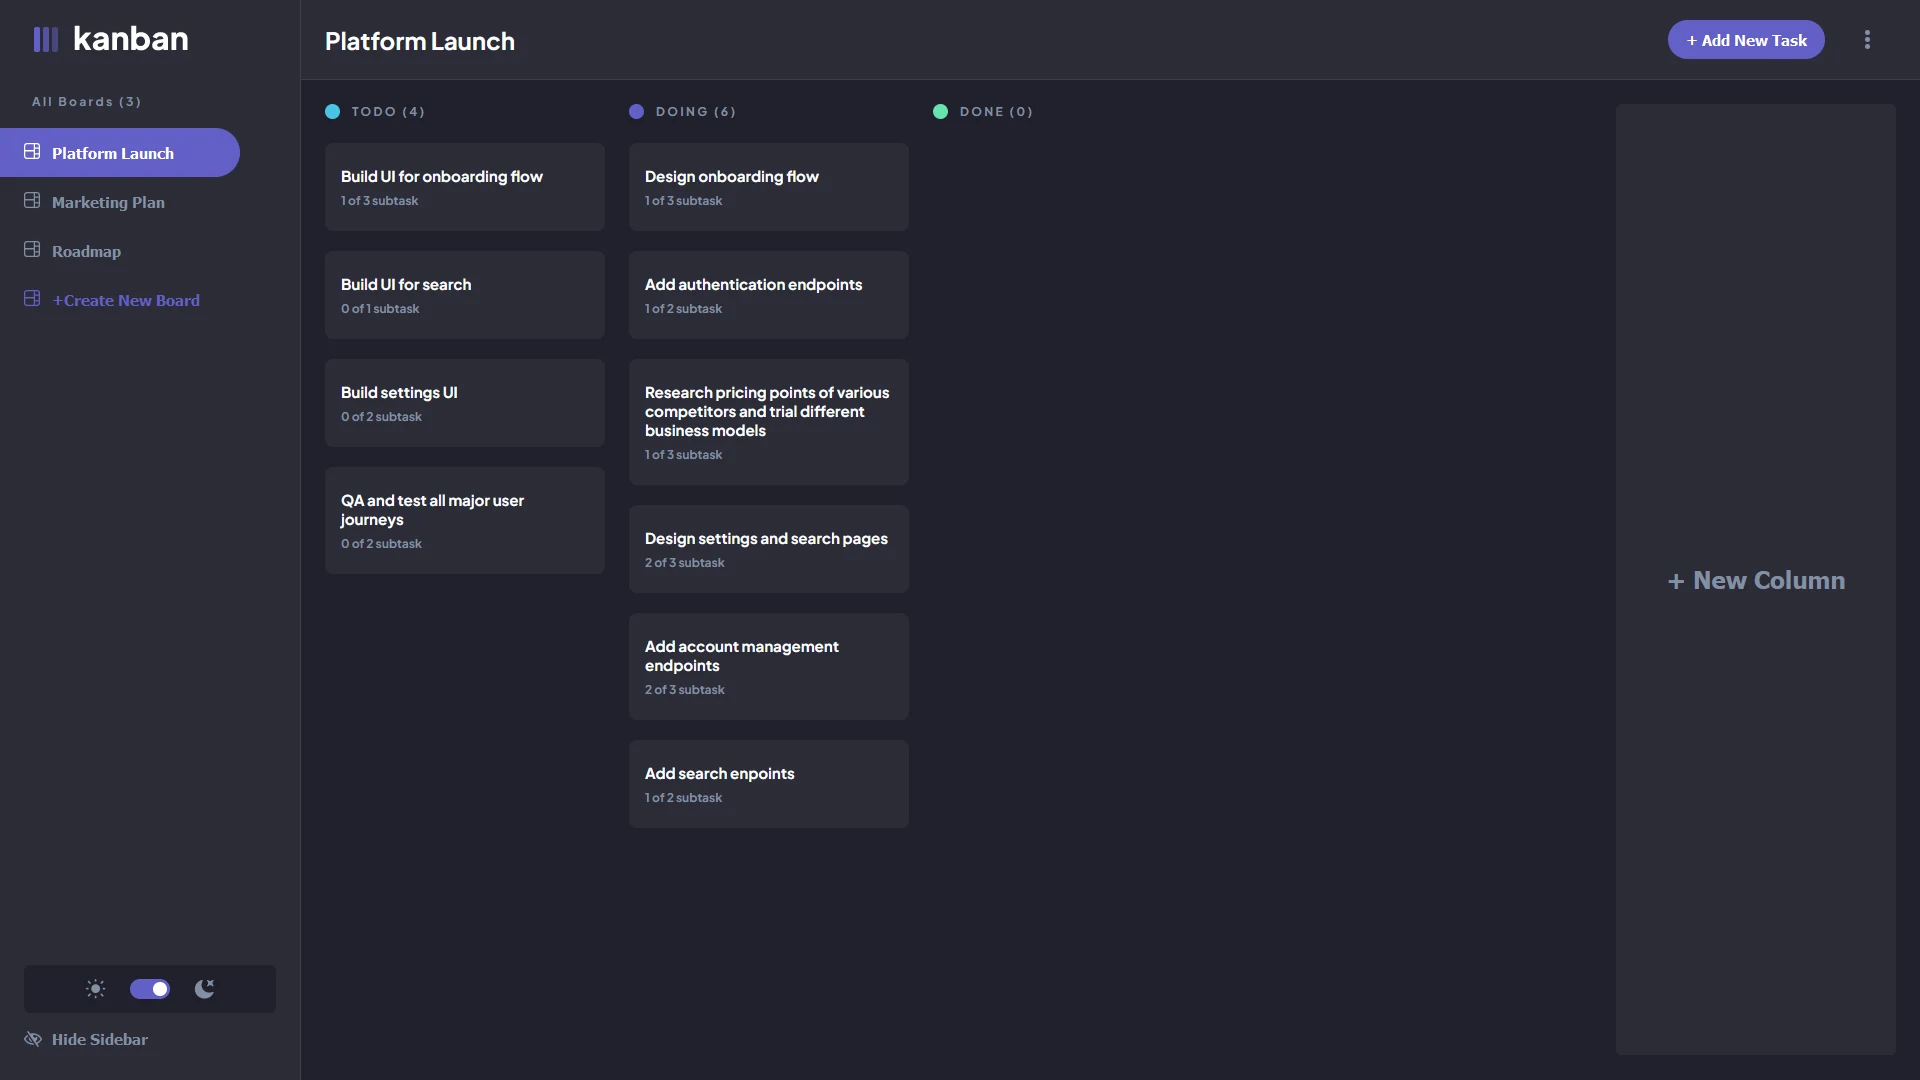 kanban
All Boards (3)
Platform Launch
Marketing Plan
Roadmap
+Create New Board
Hide Sidebar
Platform Launch
+ Add New Task
TODO (4)
Build UI for onboarding flow
1 of 3 subtask
Build UI for search
0 of 1 subtask
Build settings UI
0 of 2 subtask
QA and test all major user
journeys
0 of 2 subtask
DOING (6)
Design onboarding flow
1 of 3 subtask
Add authentication endpoints
1 of 2 subtask
Research pricing points of various
competitors and trial different
business models
1 of 3 subtask
Design settings and search pages
2 of 3 subtask
Add account management
endpoints
2 of 3 subtask
Add search enpoints
1 of 2 subtask
DONE (0)
+ New Column